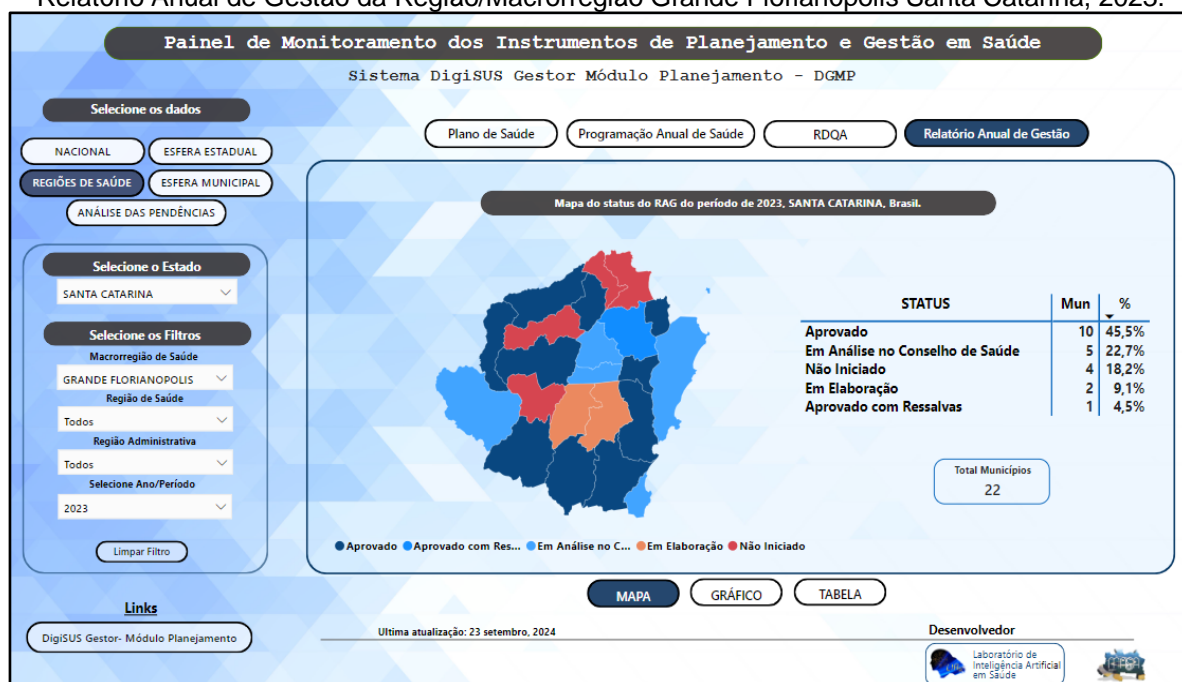 Relatório Anual de Gestão da Região/Macrorregião Grande Florianópolis Santa Catarina, 2023.
Painel de Monitoramento dos Instrumentos de Planejamento e Gestão em Saúde
Sistema DigiSUS Gestor Módulo Planejamento - DGMP
Selecione os dados
NACIONAL
ESFERA ESTADUAL
REGIÕES DE SAÚDE
ESFERA MUNICIPAL
ANÁLISE DAS PENDÊNCIAS
Plano de Saúde
Programação Anual de Saúde
RDQA
Relatório Anual de Gestão
Selecione o Estado
SANTA CATARINA
Selecione os Filtros
Macrorregião de Saúde
GRANDE FLORIANOPOLIS
Região de Saúde
Todos
Região Administrativa
Todos
Selecione Ano/Período
2023
Limpar Filtro
Mapa do status do RAG do período de 2023, SANTA CATARINA, Brasil.
STATUS Mun %
Aprovado 10 45,5%
Em Análise no Conselho de Saúde 5 22,7%
Não Iniciado 4 18,2%
Em Elaboração 2 9,1%
Aprovado com Ressalvas 1 4,5%
Total Municípios
22
Aprovado Aprovado com Res... Em Análise no C... Em Elaboração Não Iniciado
MAPA
GRÁFICO
TABELA
Links
DigiSUS Gestor- Módulo Planejamento
Ultima atualização: 23 setembro, 2024
Desenvolvedor
Laboratório de
Inteligência Artificial
em Saúde